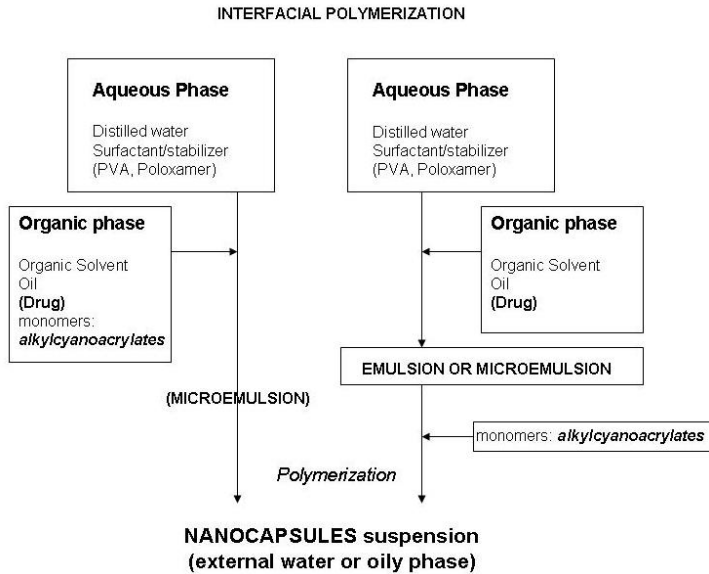 INTERFACIAL POLYMERIZATION
Aqueous Phase
Distilled water
Surfactant/stabilizer
(PVA, Poloxamer)
Aqueous Phase
Distilled water
Surfactant/stabilizer
(PVA, Poloxamer)
Organic phase
Organic Solvent
Oil
(Drug)
monomers:
alkylcyanoacrylates
Organic phase
Organic Solvent
Oil
(Drug)
EMULSION OR MICROEMULSION
(MICROEMULSION)
monomers: alkylcyanoacrylates
Polymerization
NANOCAPSULES suspension
(external water or oily phase)